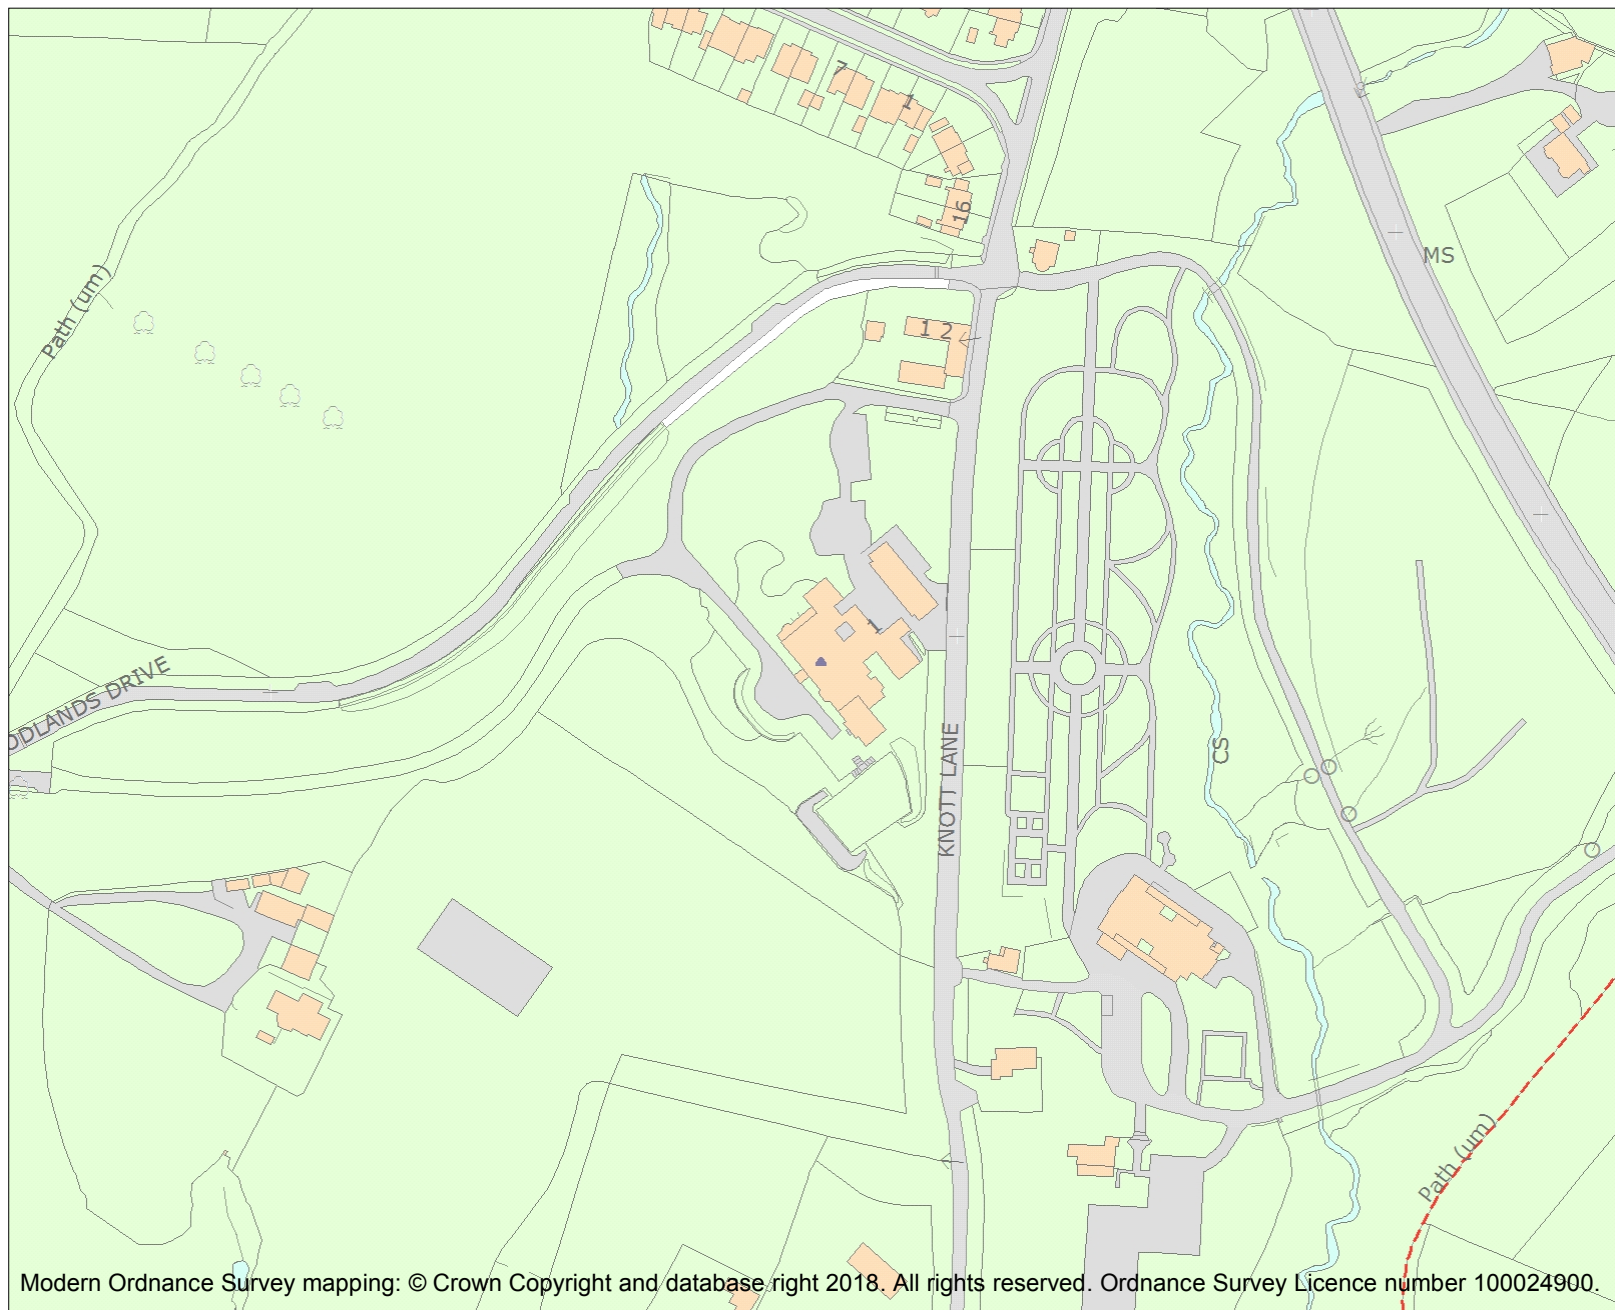 7
1
16
MS
Path (um)
1 2
1
ODLANDS DRIVE
KNOTT LANE
CS
Path (um)
Modern Ordnance Survey mapping: © Crown Copyright and database right 2018. All rights reserved. Ordnance Survey Licence number 100024900.